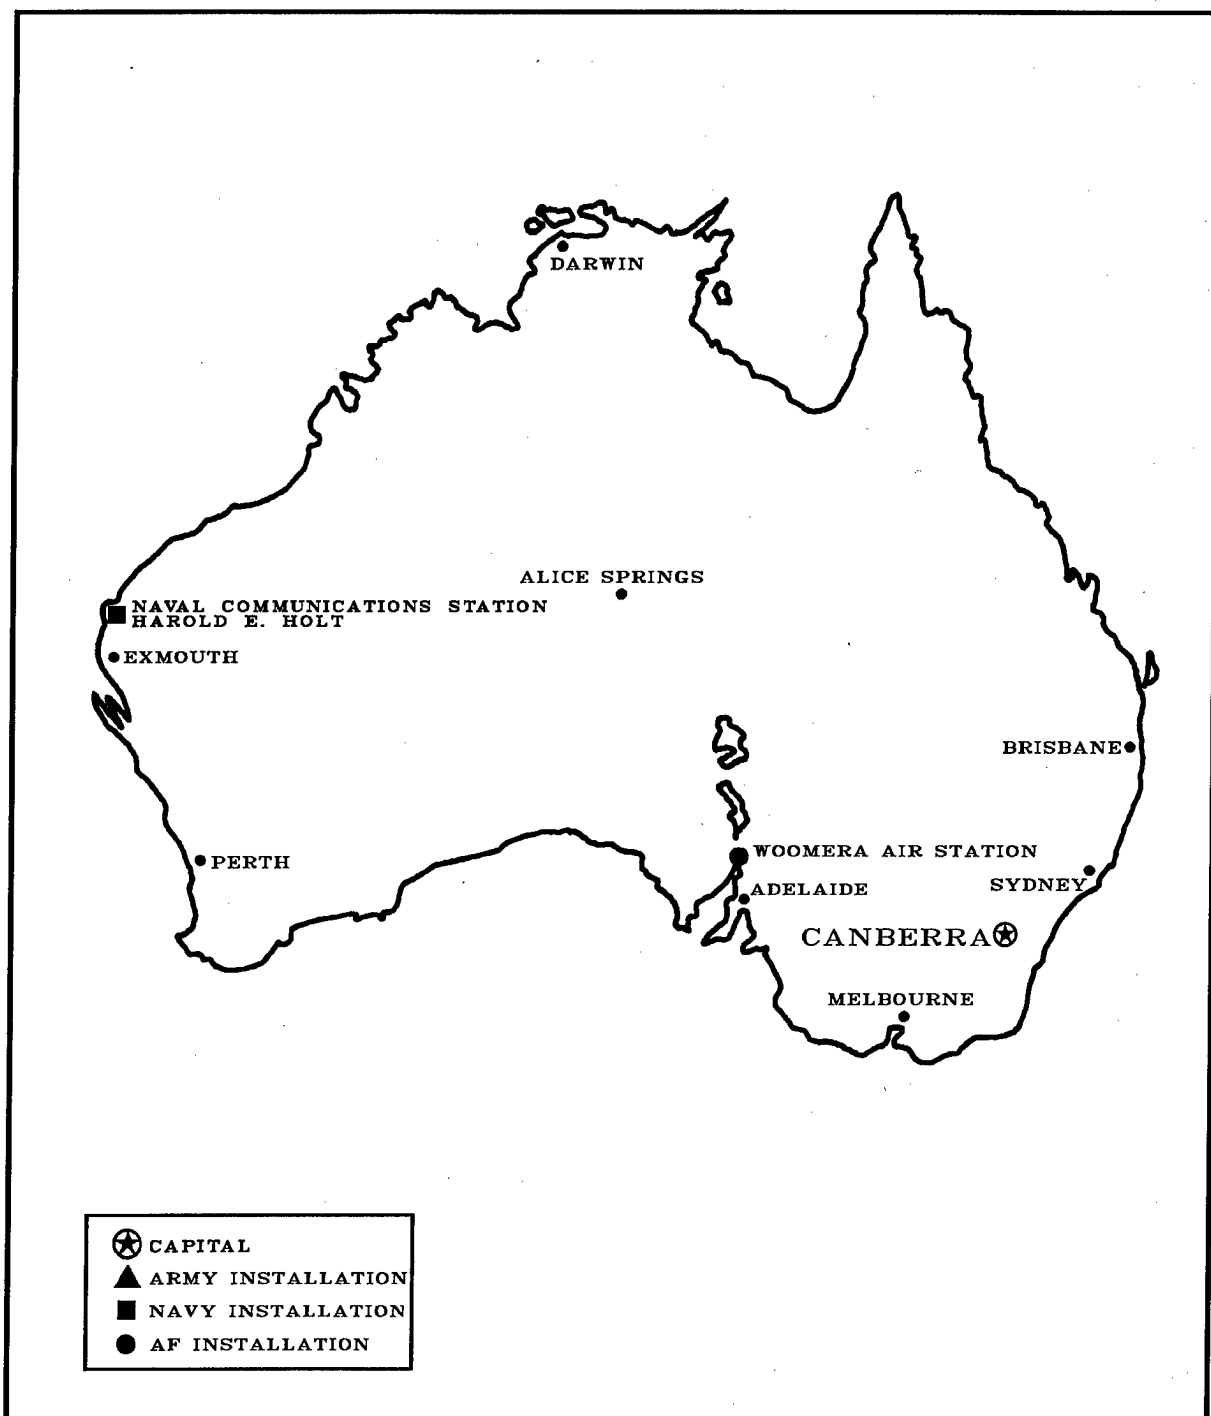 DARWIN
ALICE SPRINGS
NAVAL COMMUNICATIONS STATION
HAROLD E. HOLT
EXMOUTH
BRISBANE
WOOMERA AIR STATION
PERTH
SYDNEY
ADELAIDE
CANBERRA
MELBOURNE
CAPITAL
ARMY INSTALLATION
NAVY INSTALLATION
AF INSTALLATION